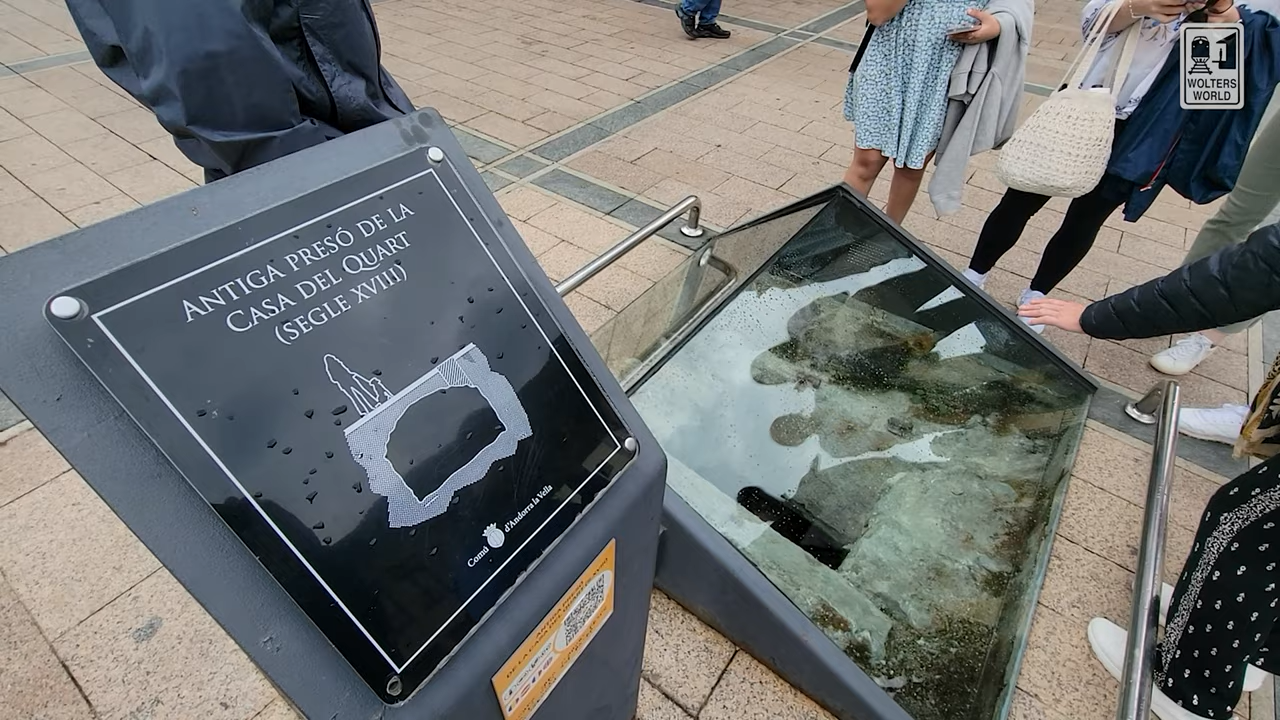 ANTIGA PRESÓ DE LA
CASA DEL QUART
(SEGLE XVIII)
Comú d'Andorra la Vella
WOLTERS
WORLD